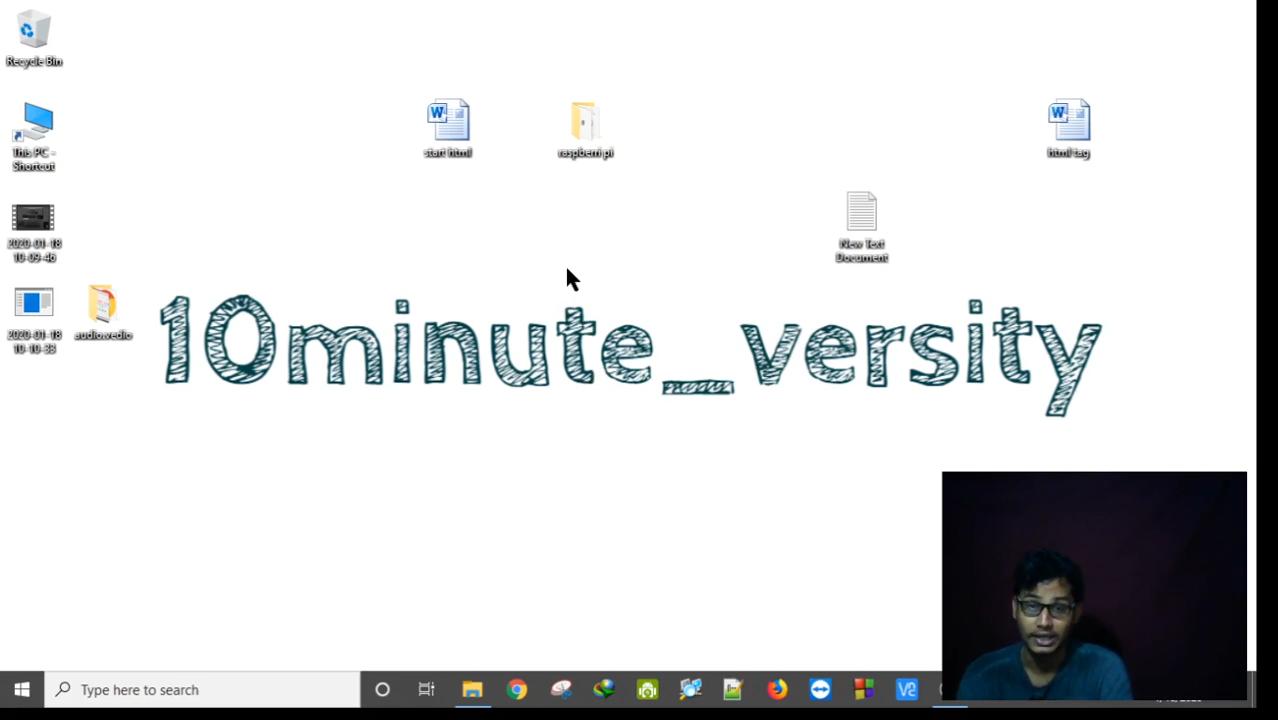 Recycle Bin
start html
raspberri pi
html tag
This PC -
Shortcut
2020-01-18
10-09-46
New Text
Document
2020-01-18
10-10-33
audiovedio
10minute_versity
Type here to search